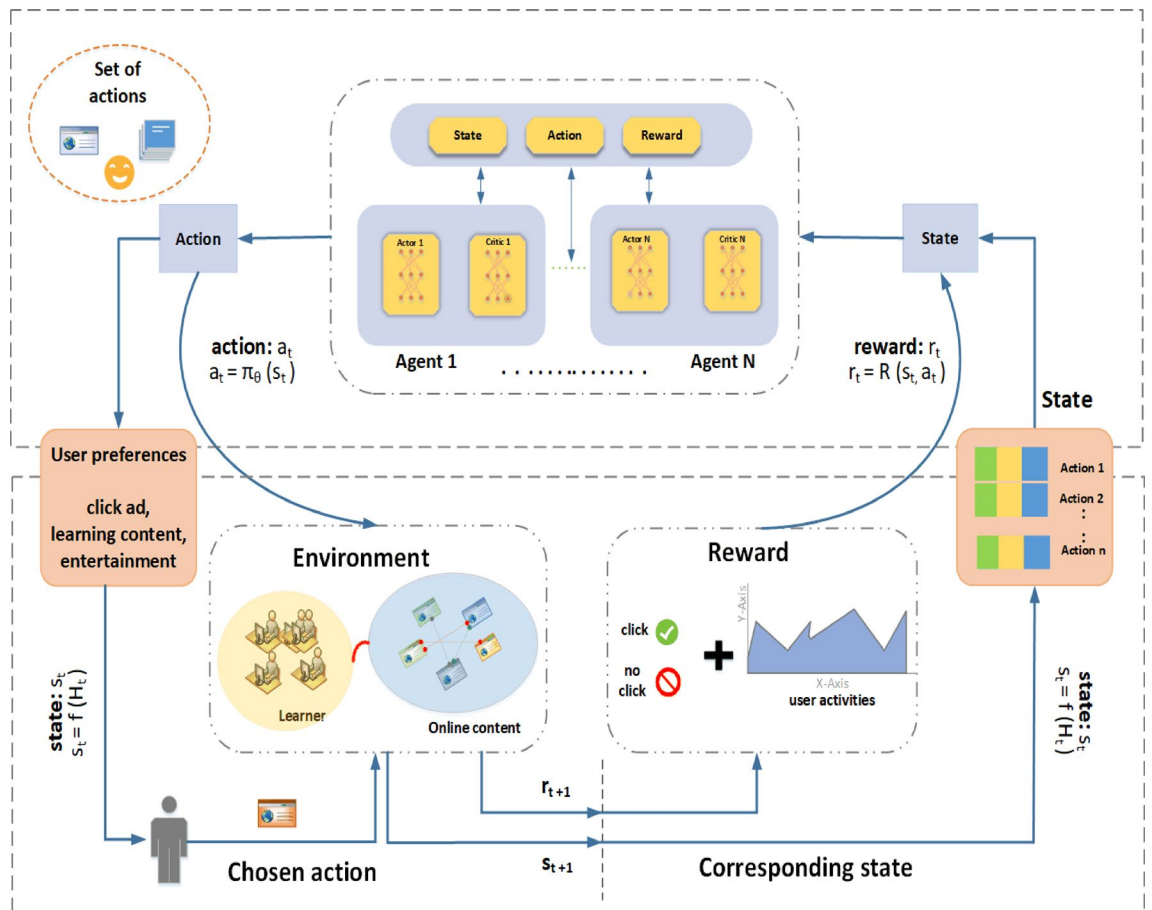 Set of
actions
State
Action
Reward
Actor 1
Critic 1
Actor N
Critic N
Agent 1
Agent N
Action
State
action: aₜ
aₜ = πθ (sₜ)
reward: rₜ
rₜ = R (sₜ, aₜ)
State
User preferences
click ad,
learning content,
entertainment
Action 1
Action 2
Action n
Environment
Learner
Online content
Reward
click
no
click
Y-Axis
X-Axis
user activities
state: sₜ
sₜ = f (Hₜ)
state: sₜ
sₜ = f (Hₜ)
rₜ₊₁
sₜ₊₁
Chosen action
Corresponding state